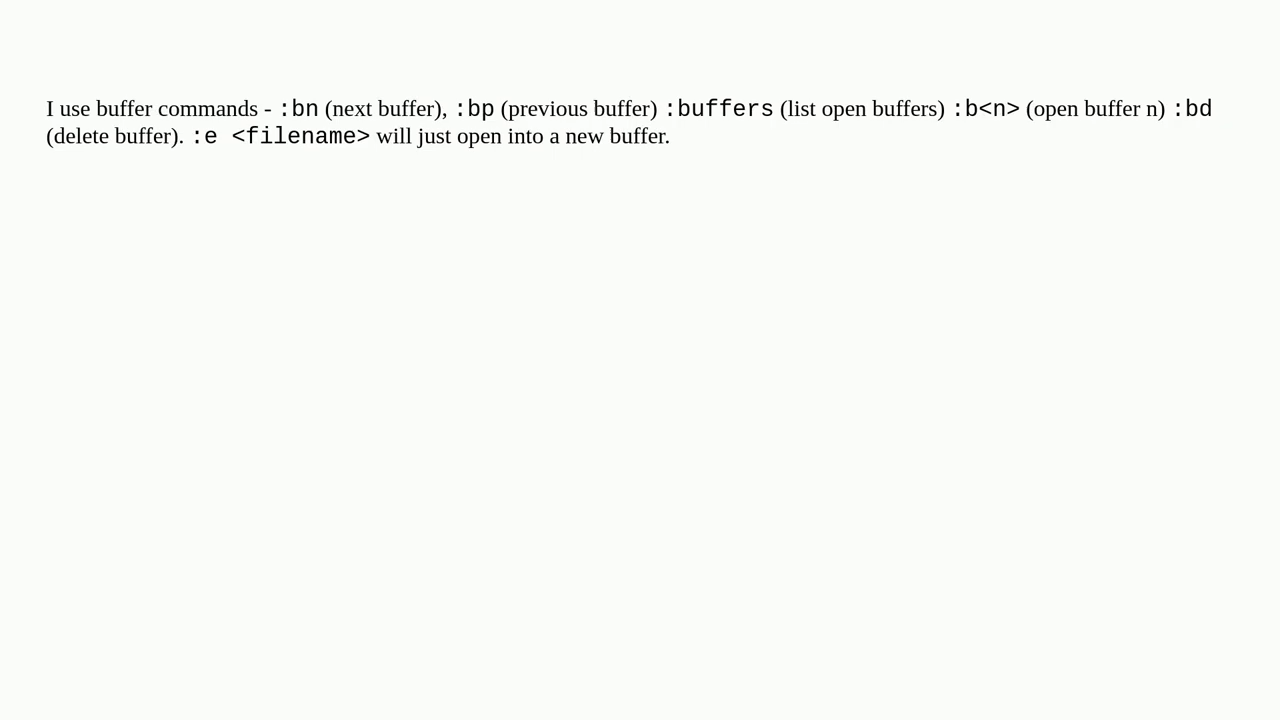 I use buffer commands - :bn (next buffer), :bp (previous buffer) :buffers (list open buffers) :b<n> (open buffer n) :bd
(delete buffer). :e <filename> will just open into a new buffer.